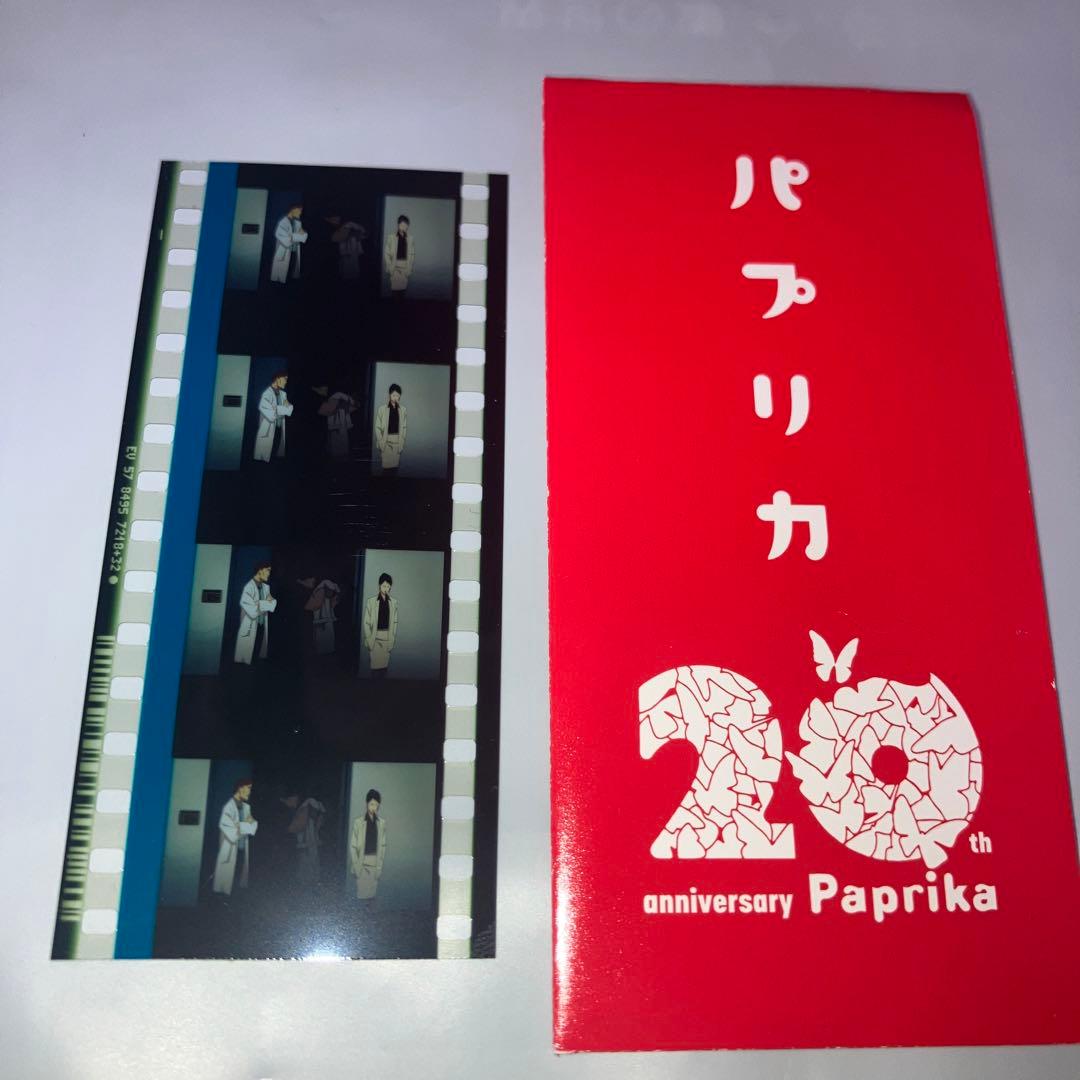 EU 57 8495 7218+32
パプリカ
20th
anniversary Paprika